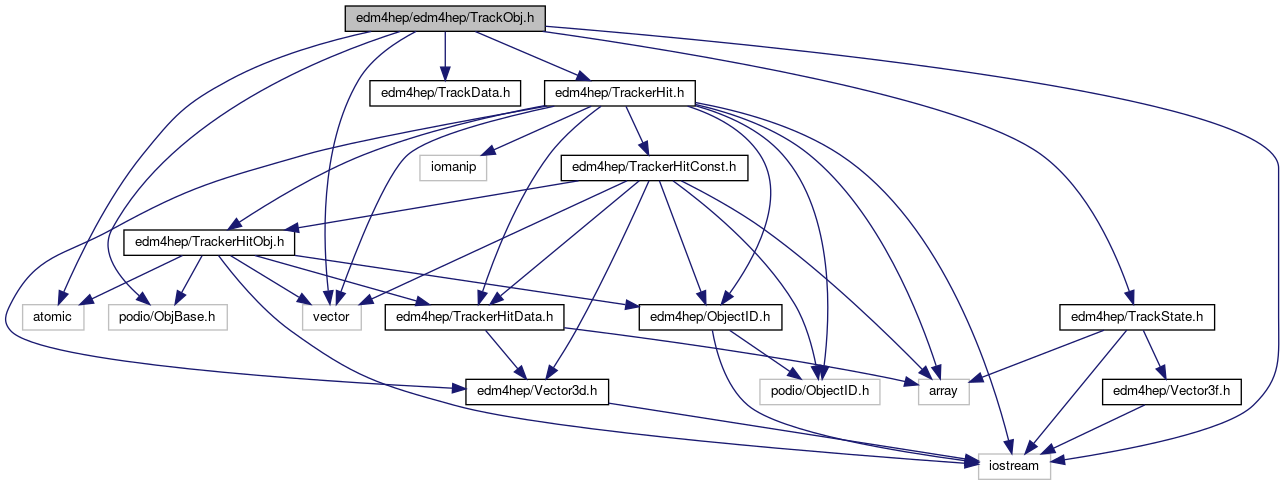 edm4hep/edm4hep/TrackObj.h
edm4hep/TrackData.h
edm4hep/TrackerHit.h
iomanip
edm4hep/TrackerHitConst.h
edm4hep/TrackerHitObj.h
atomic
podio/ObjBase.h
vector
edm4hep/TrackerHitData.h
edm4hep/ObjectID.h
edm4hep/TrackState.h
edm4hep/Vector3d.h
podio/ObjectID.h
array
edm4hep/Vector3f.h
iostream